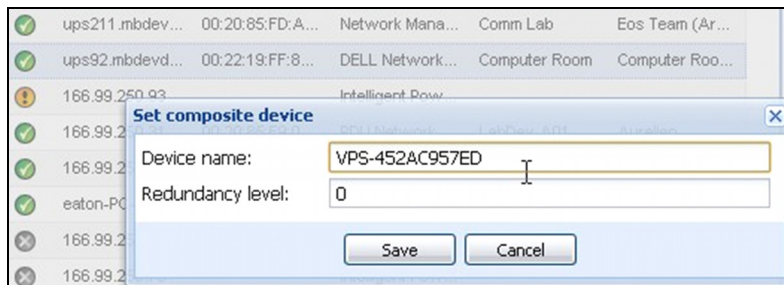 ups211.mbdev... 00:20:85:FD:A... Network Mana... Comm Lab Eos Team (Ar...
ups92.mbdevd... 00:22:19:FF:8... DELL Network... Computer Room Computer Roo...
166.99.250.93 Intelligent Pow...
Set composite device
166.99.2
Device name: VPS-452AC957ED
166.99.2
Redundancy level: 0
eaton-PC
166.99.2
Save Cancel
166.99.2